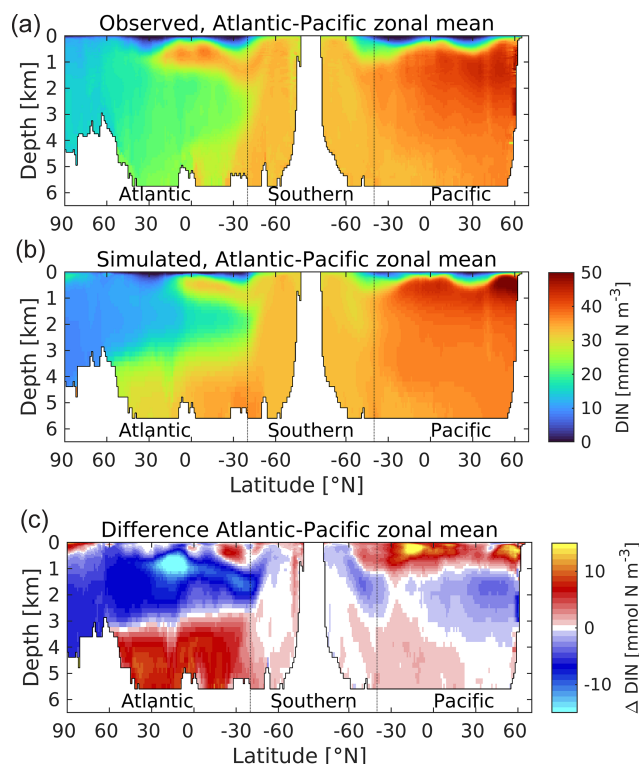 (a)
Observed, Atlantic-Pacific zonal mean
0
1
2
3
4
5
6
Depth [km]
Atlantic Southern Pacific
90 60 30 0 -30 -60 -60 -30 0 30 60
(b)
Simulated, Atlantic-Pacific zonal mean
0
1
2
3
4
5
6
Depth [km]
Atlantic Southern Pacific
90 60 30 0 -30 -60 -60 -30 0 30 60
Latitude [°N]
50
40
30
20
10
0
DIN [mmol N m-3]
(c)
Difference Atlantic-Pacific zonal mean
0
1
2
3
4
5
6
Depth [km]
Atlantic Southern Pacific
90 60 30 0 -30 -60 -60 -30 0 30 60
Latitude [°N]
10
0
-10
Δ DIN [mmol N m-3]